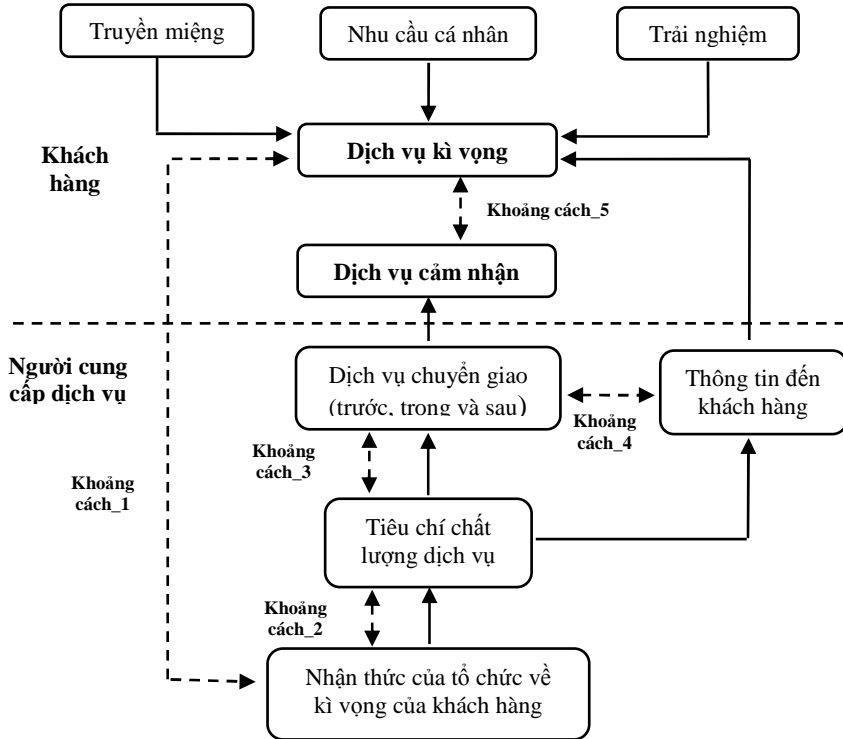 Truyền miệng
Nhu cầu cá nhân
Trải nghiệm
Dịch vụ kì vọng
Khách
hàng
Khoảng cách_5
Dịch vụ cảm nhận
Người cung
cấp dịch vụ
Dịch vụ chuyển giao
(trước, trong và sau)
Thông tin đến
khách hàng
Khoảng
cách_4
Khoảng
cách_3
Khoảng
cách_1
Tiêu chí chất
lượng dịch vụ
Khoảng
cách_2
Nhận thức của tổ chức về
kì vọng của khách hàng